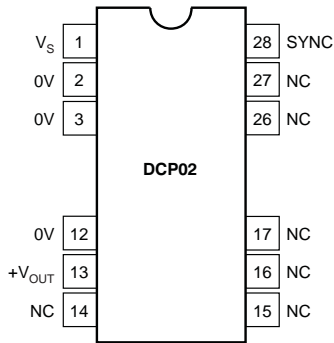 V_S 1 28 SYNC
0V 2 27 NC
0V 3 26 NC
DCP02
0V 12 17 NC
+V_OUT 13 16 NC
NC 14 15 NC